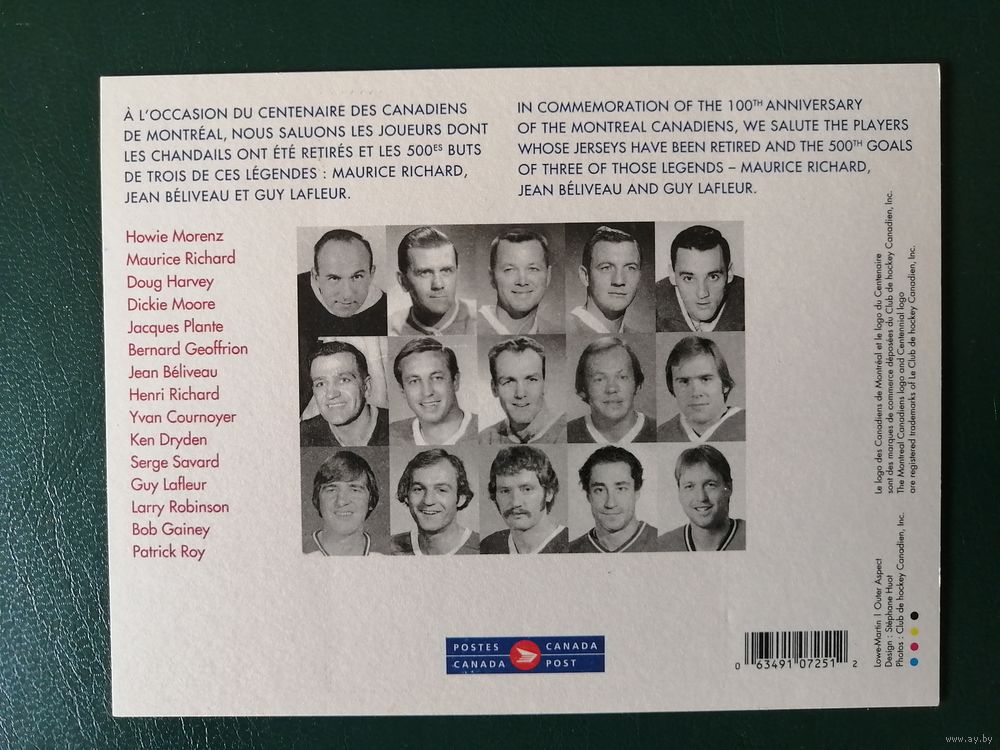 À L'OCCASION DU CENTENAIRE DES CANADIENS
DE MONTRÉAL, NOUS SALUONS LES JOUEURS DONT
LES CHANDAILS ONT ÉTÉ RETIRÉS ET LES 500ES BUTS
DE TROIS DE CES LÉGENDES : MAURICE RICHARD,
JEAN BÉLIVEAU ET GUY LAFLEUR.
IN COMMEMORATION OF THE 100TH ANNIVERSARY
OF THE MONTREAL CANADIENS, WE SALUTE THE PLAYERS
WHOSE JERSEYS HAVE BEEN RETIRED AND THE 500TH GOALS
OF THREE OF THOSE LEGENDS – MAURICE RICHARD,
JEAN BÉLIVEAU AND GUY LAFLEUR.
Howie Morenz
Maurice Richard
Doug Harvey
Dickie Moore
Jacques Plante
Bernard Geoffrion
Jean Béliveau
Henri Richard
Yvan Cournoyer
Ken Dryden
Serge Savard
Guy Lafleur
Larry Robinson
Bob Gainey
Patrick Roy
Le logo des Canadiens de Montréal et le logo du Centenaire
sont des marques de commerce déposées du Club de hockey Canadien, Inc.
The Montreal Canadiens logo and Centennial logo
are registered trademarks of Le Club de hockey Canadien, Inc.
Lowe-Martin | Outer Aspect
Design : Stéphane Huot
Photos : Club de hockey Canadien, Inc.
POSTES CANADA
CANADA POST
0 63491 07251 2
www.ay.by